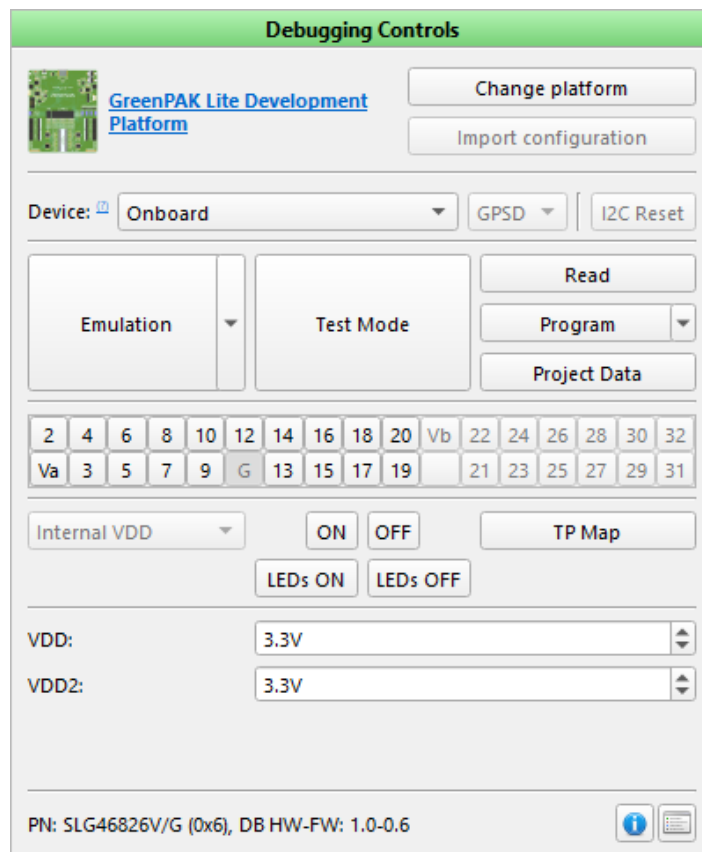 Debugging Controls
GreenPAK Lite Development
Platform
Change platform
Import configuration
Device: Onboard GPSD I2C Reset
Emulation
Test Mode
Read
Program
Project Data
2 4 6 8 10 12 14 16 18 20 Vb 22 24 26 28 30 32
Va 3 5 7 9 G 13 15 17 19 21 23 25 27 29 31
Internal VDD ON OFF TP Map
LEDs ON LEDs OFF
VDD: 3.3V
VDD2: 3.3V
PN: SLG46826V/G (0x6), DB HW-FW: 1.0-0.6